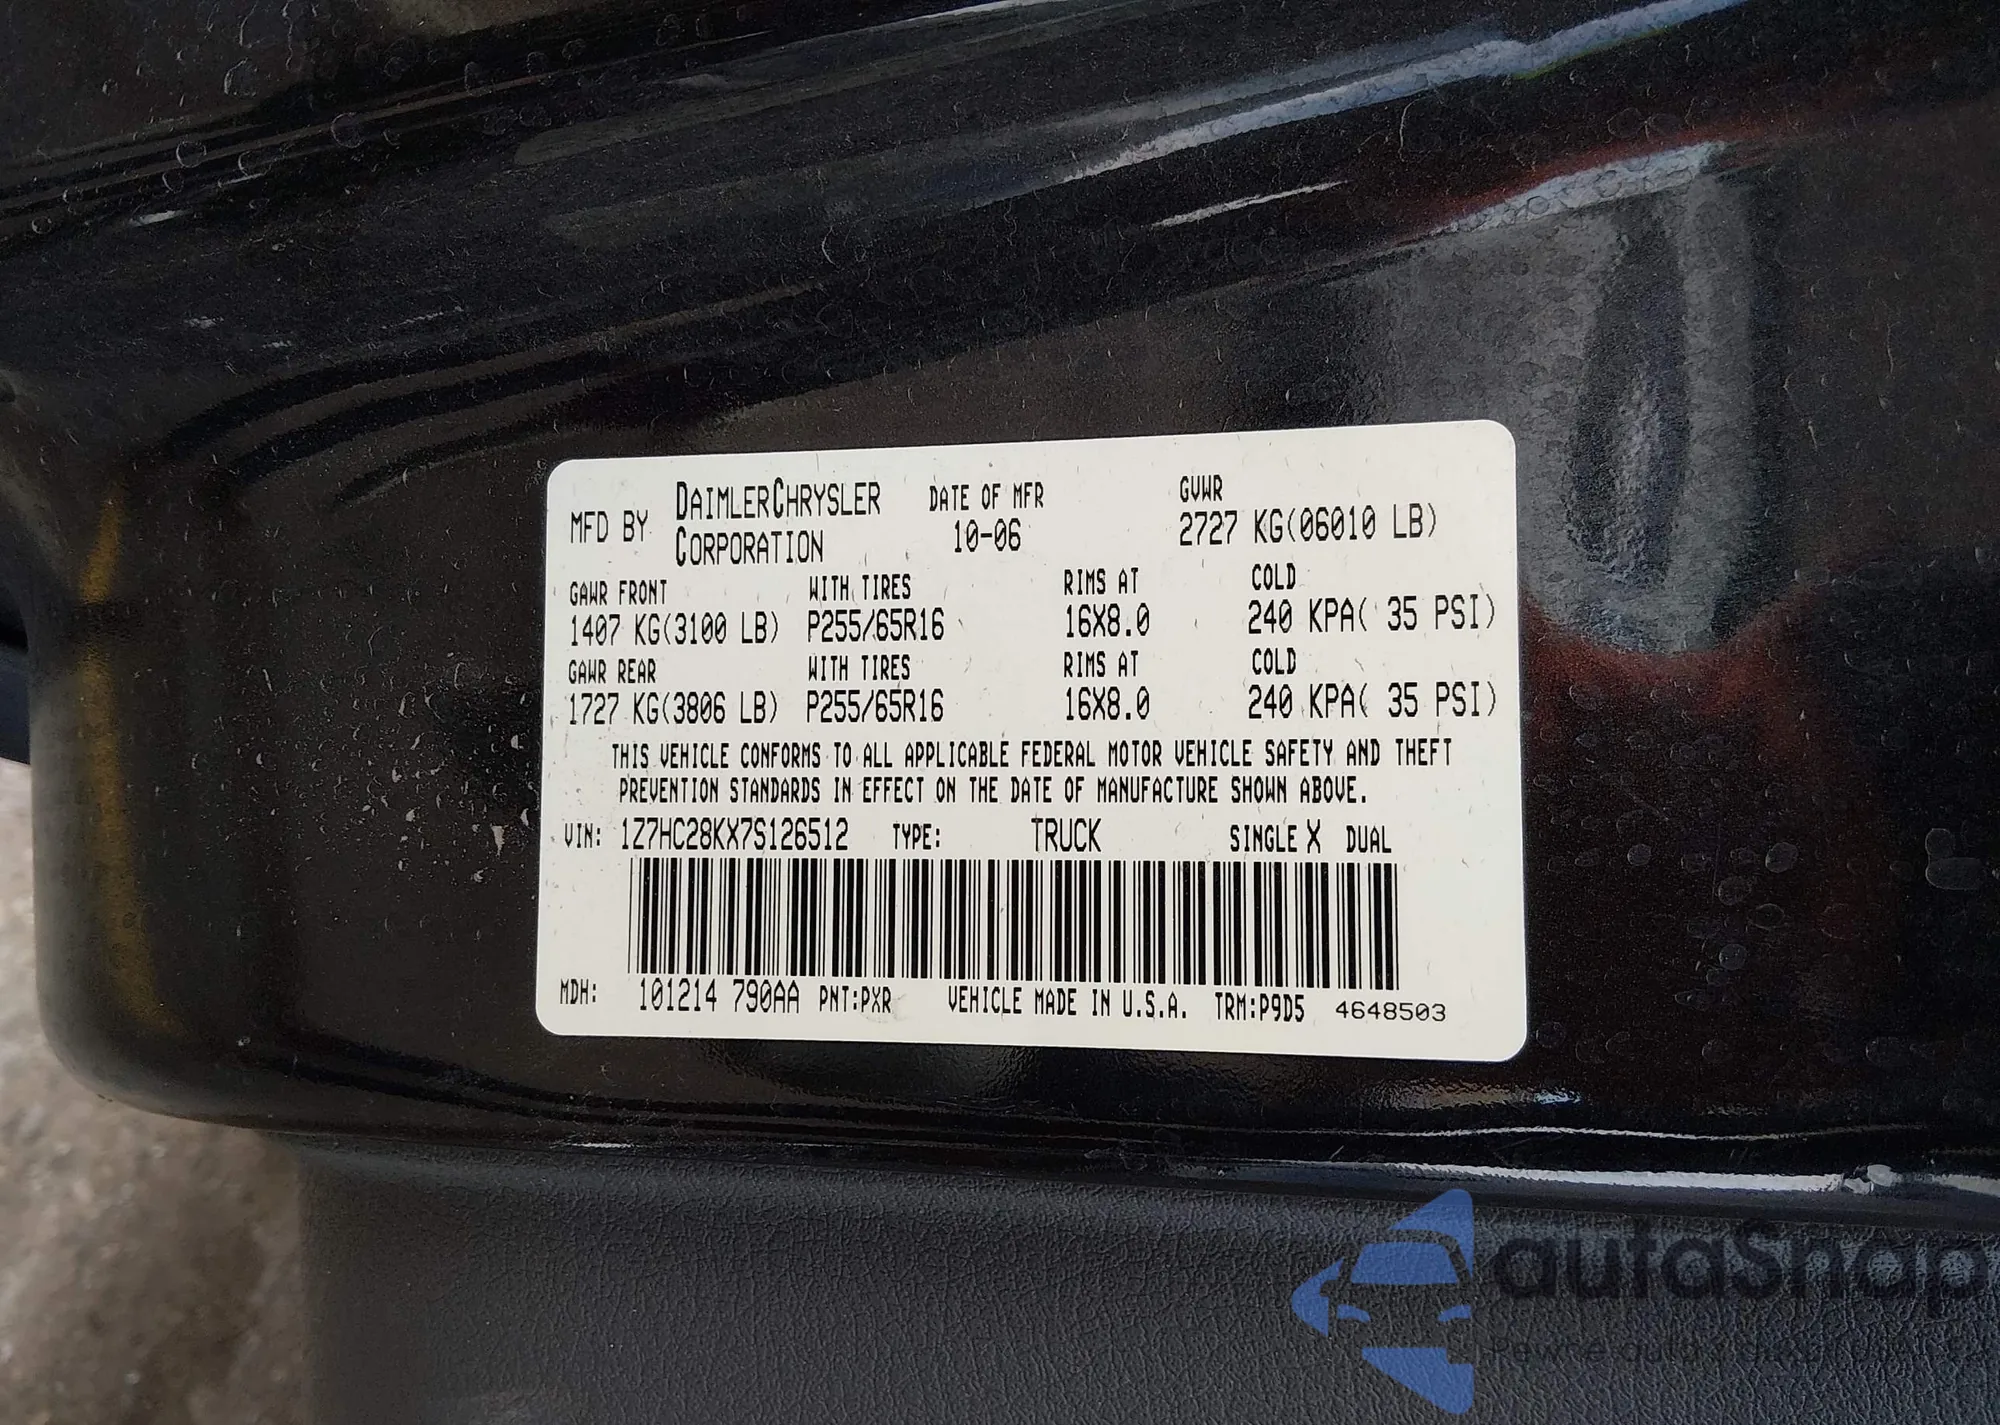 MFD BY DAIMLERCHRYSLER CORPORATION DATE OF MFR 10-06 GVWR 2727 KG(06010 LB)
GAWR FRONT WITH TIRES RIMS AT COLD
1407 KG(3100 LB) P255/65R16 16X8.0 240 KPA( 35 PSI)
GAWR REAR WITH TIRES RIMS AT COLD
1727 KG(3806 LB) P255/65R16 16X8.0 240 KPA( 35 PSI)
THIS VEHICLE CONFORMS TO ALL APPLICABLE FEDERAL MOTOR VEHICLE SAFETY AND THEFT
PREVENTION STANDARDS IN EFFECT ON THE DATE OF MANUFACTURE SHOWN ABOVE.
VIN: 1Z7HC28KX7S126512 TYPE: TRUCK SINGLE X DUAL
MDH: 101214 790AA PNT:PXR VEHICLE MADE IN U.S.A. TRM:P9D5 4648503
autaSnap
Pewne auta z